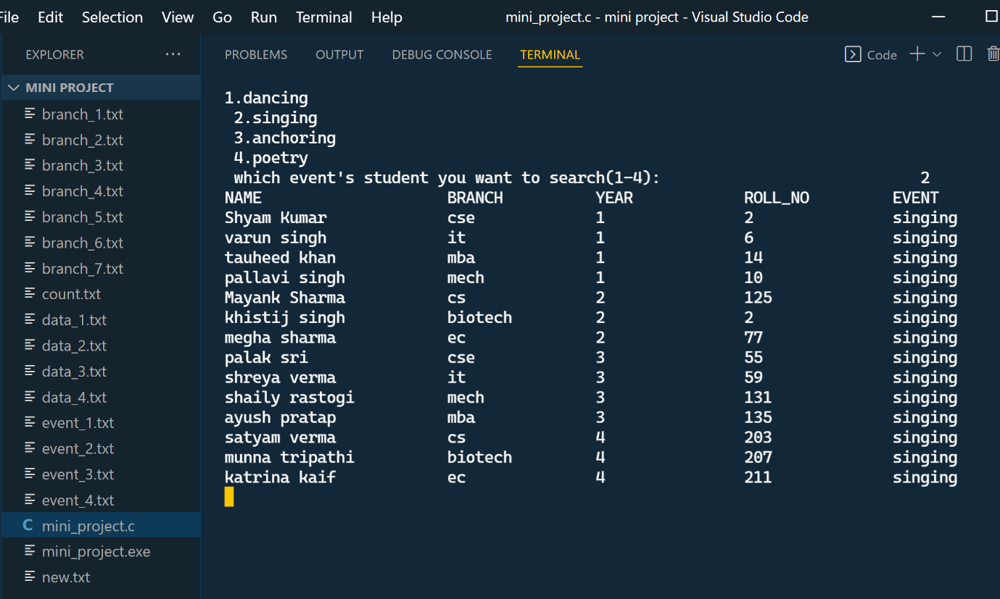 File Edit Selection View Go Run Terminal Help mini_project.c - mini project - Visual Studio Code
EXPLORER ...
MINI PROJECT
branch_1.txt
branch_2.txt
branch_3.txt
branch_4.txt
branch_5.txt
branch_6.txt
branch_7.txt
count.txt
data_1.txt
data_2.txt
data_3.txt
data_4.txt
event_1.txt
event_2.txt
event_3.txt
event_4.txt
C mini_project.c
mini_project.exe
new.txt
PROBLEMS OUTPUT DEBUG CONSOLE TERMINAL Code
1.dancing
2.singing
3.anchoring
4.poetry
which event's student you want to search(1-4): 2
NAME BRANCH YEAR ROLL_NO EVENT
Shyam Kumar cse 1 2 singing
varun singh it 1 6 singing
tauheed khan mba 1 14 singing
pallavi singh mech 1 10 singing
Mayank Sharma cs 2 125 singing
khistij singh biotech 2 2 singing
megha sharma ec 2 77 singing
palak sri cse 3 55 singing
shreya verma it 3 59 singing
shaily rastogi mech 3 131 singing
ayush pratap mba 3 135 singing
satyam verma cs 4 203 singing
munna tripathi biotech 4 207 singing
katrina kaif ec 4 211 singing